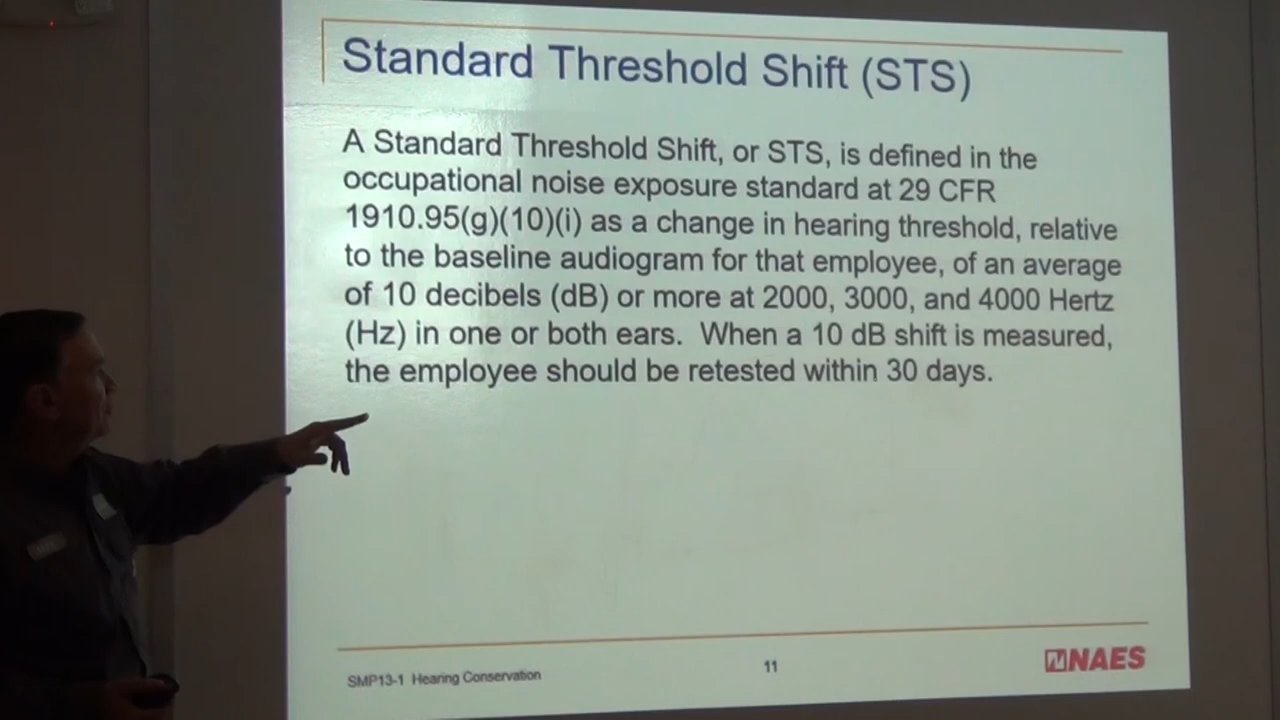 Standard Threshold Shift (STS)
A Standard Threshold Shift, or STS, is defined in the
occupational noise exposure standard at 29 CFR
1910.95(g)(10)(i) as a change in hearing threshold, relative
to the baseline audiogram for that employee, of an average
of 10 decibels (dB) or more at 2000, 3000, and 4000 Hertz
(Hz) in one or both ears.  When a 10 dB shift is measured,
the employee should be retested within 30 days.
SMP13-1 Hearing Conservation
11
NAES